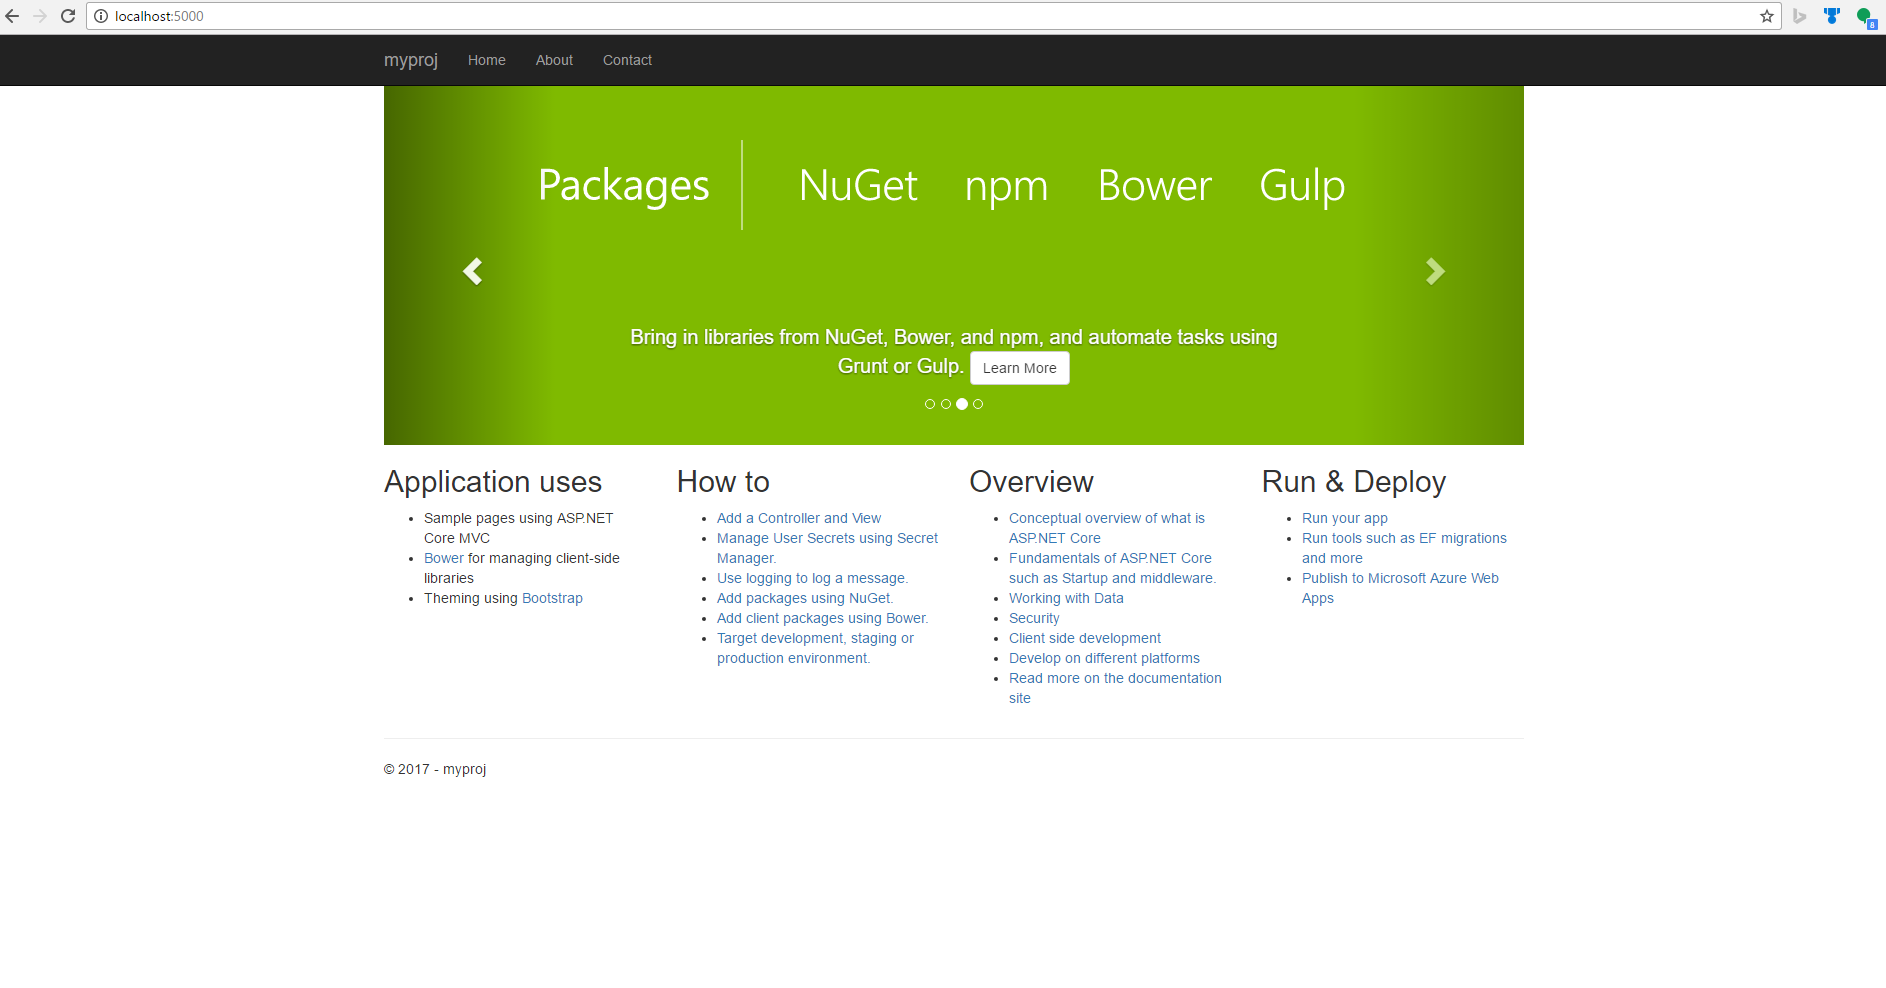 localhost:5000
8
myproj Home About Contact
Packages NuGet npm Bower Gulp
Bring in libraries from NuGet, Bower, and npm, and automate tasks using
Grunt or Gulp. Learn More
Application uses
Sample pages using ASP.NET
Core MVC
Bower for managing client-side
libraries
Theming using Bootstrap
How to
Add a Controller and View
Manage User Secrets using Secret
Manager.
Use logging to log a message.
Add packages using NuGet.
Add client packages using Bower.
Target development, staging or
production environment.
Overview
Conceptual overview of what is
ASP.NET Core
Fundamentals of ASP.NET Core
such as Startup and middleware.
Working with Data
Security
Client side development
Develop on different platforms
Read more on the documentation
site
Run & Deploy
Run your app
Run tools such as EF migrations
and more
Publish to Microsoft Azure Web
Apps
© 2017 - myproj